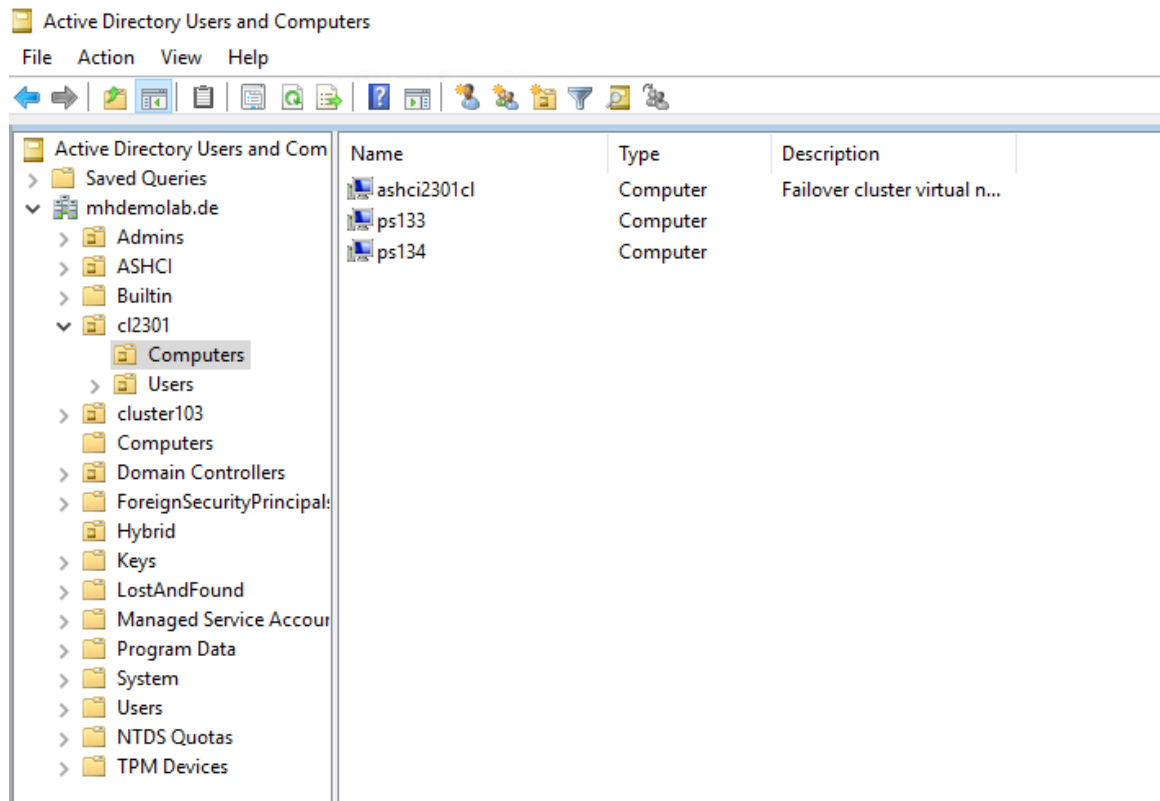 Active Directory Users and Computers
File Action View Help
Active Directory Users and Com
Saved Queries
mhdemolab.de
Admins
ASHCI
Builtin
cl2301
Computers
Users
cluster103
Computers
Domain Controllers
ForeignSecurityPrincipals
Hybrid
Keys
LostAndFound
Managed Service Accour
Program Data
System
Users
NTDS Quotas
TPM Devices
Name Type Description
ashci2301cl Computer Failover cluster virtual n...
ps133 Computer
ps134 Computer